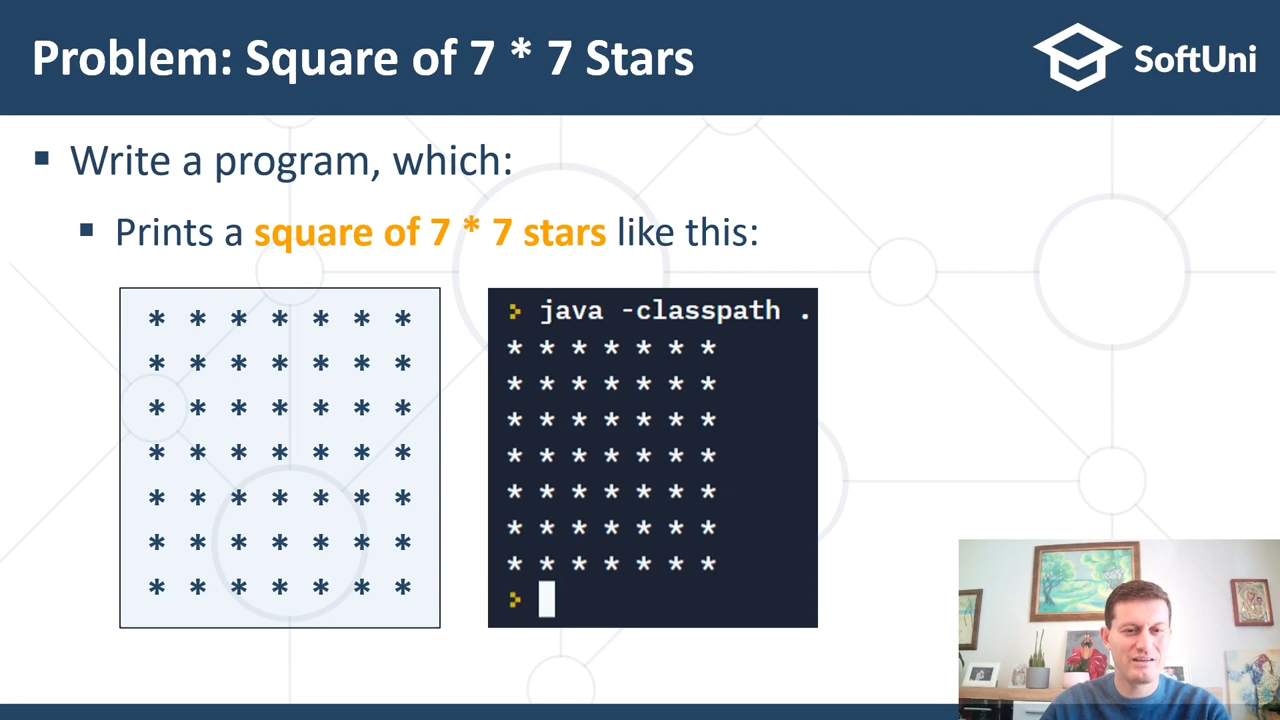 Problem: Square of 7 * 7 Stars
SoftUni
▪ Write a program, which:
▪ Prints a square of 7 * 7 stars like this:
* * * * * * *
* * * * * * *
* * * * * * *
* * * * * * *
* * * * * * *
* * * * * * *
* * * * * * *
> java -classpath .
* * * * * * *
* * * * * * *
* * * * * * *
* * * * * * *
* * * * * * *
* * * * * * *
* * * * * * *
>